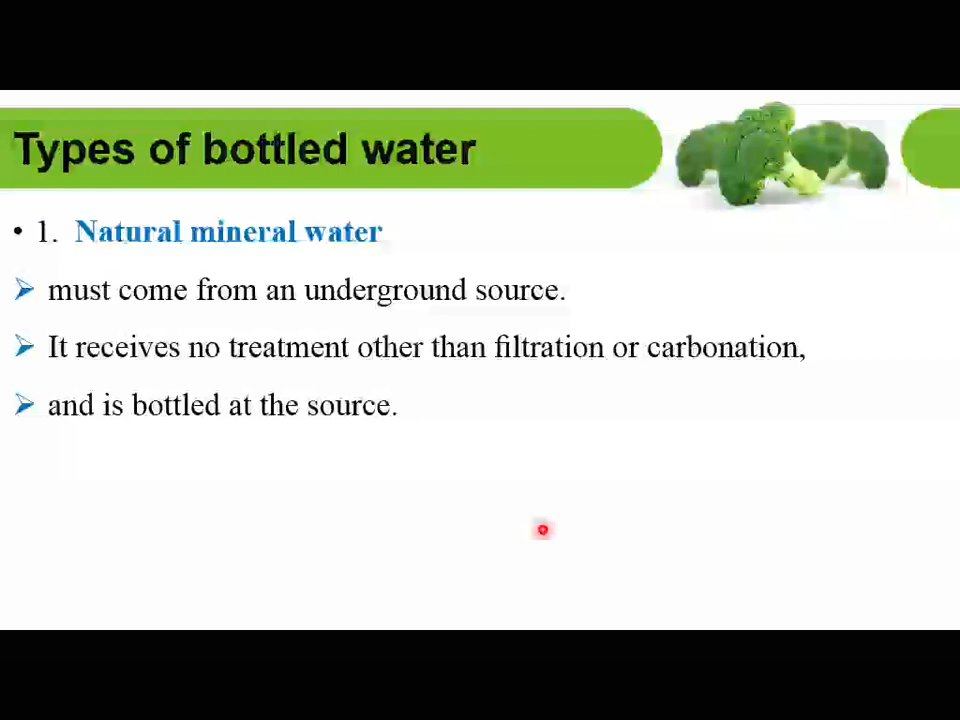 Types of bottled water
• 1. Natural mineral water
➢ must come from an underground source.
➢ It receives no treatment other than filtration or carbonation,
➢ and is bottled at the source.